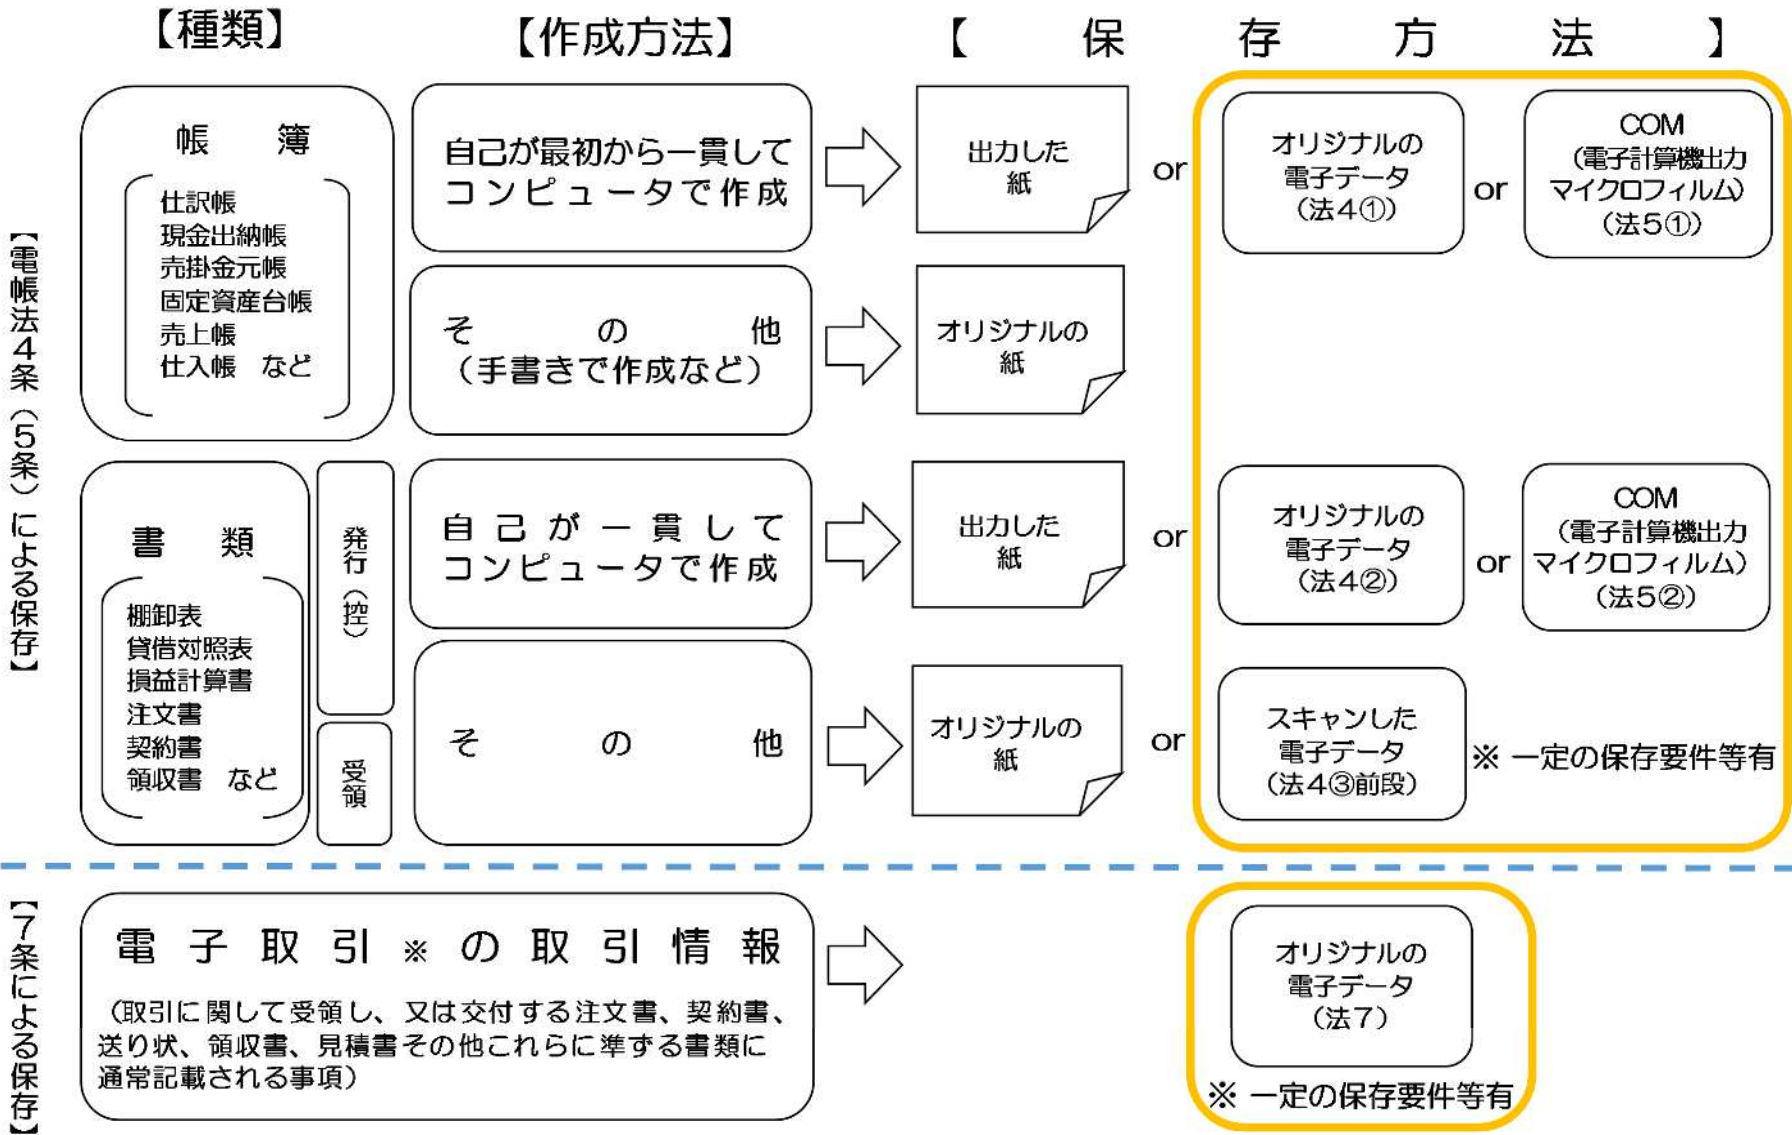 【種類】
【作成方法】
【保存方法】
【電帳法4条（5条）による保存】
帳簿
仕訳帳
現金出納帳
売掛金元帳
固定資産台帳
売上帳
仕入帳　など
自己が最初から一貫して
コンピュータで作成
出力した
紙
or
オリジナルの
電子データ
（法4①）
or
COM
（電子計算機出力
マイクロフィルム）
（法5①）
その他
（手書きで作成など）
オリジナルの
紙
書類
棚卸表
貸借対照表
損益計算書
注文書
契約書
領収書　など
発行（控）
受領
自己が一貫して
コンピュータで作成
出力した
紙
or
オリジナルの
電子データ
（法4②）
or
COM
（電子計算機出力
マイクロフィルム）
（法5②）
その他
オリジナルの
紙
or
スキャンした
電子データ
（法4③前段）
※ 一定の保存要件等有
【7条による保存】
電子取引※の取引情報
（取引に関して受領し、又は交付する注文書、契約書、
送り状、領収書、見積書その他これらに準ずる書類に
通常記載される事項）
オリジナルの
電子データ
（法7）
※ 一定の保存要件等有